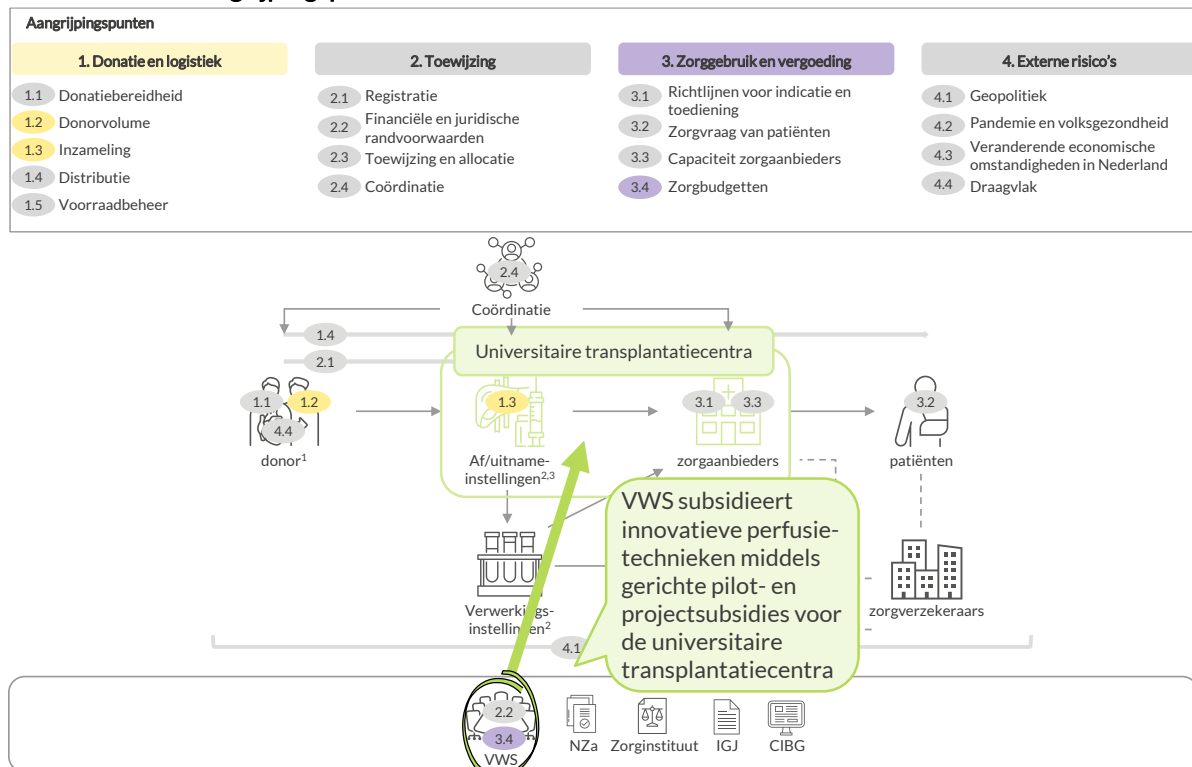 Aangrijpingspunten
1. Donatie en logistiek
1.1 Donatiebereidheid
1.2 Donorvolume
1.3 Inzameling
1.4 Distributie
1.5 Voorraadbeheer
2. Toewijzing
2.1 Registratie
2.2 Financiële en juridische
randvoorwaarden
2.3 Toewijzing en allocatie
2.4 Coördinatie
3. Zorggebruik en vergoeding
3.1 Richtlijnen voor indicatie en
toediening
3.2 Zorgvraag van patiënten
3.3 Capaciteit zorgaanbieders
3.4 Zorgbudgetten
4. Externe risico's
4.1 Geopolitiek
4.2 Pandemie en volksgezondheid
4.3 Veranderende economische
omstandigheden in Nederland
4.4 Draagvlak
2.4
Coördinatie
1.4
Universitaire transplantatiecentra
2.1
1.1 1.2
4.4
donor1
1.3
Af/uitname-
instellingen2,3
3.1 3.3
zorgaanbieders
3.2
patiënten
VWS subsidieert
innovatieve perfusie-
technieken middels
gerichte pilot- en
projectsubsidies voor
de universitaire
transplantatiecentra
Verwerkings-
instellingen2
zorgverzekeraars
4.1
2.2
3.4
VWS
NZa
Zorginstituut
IGJ
CIBG